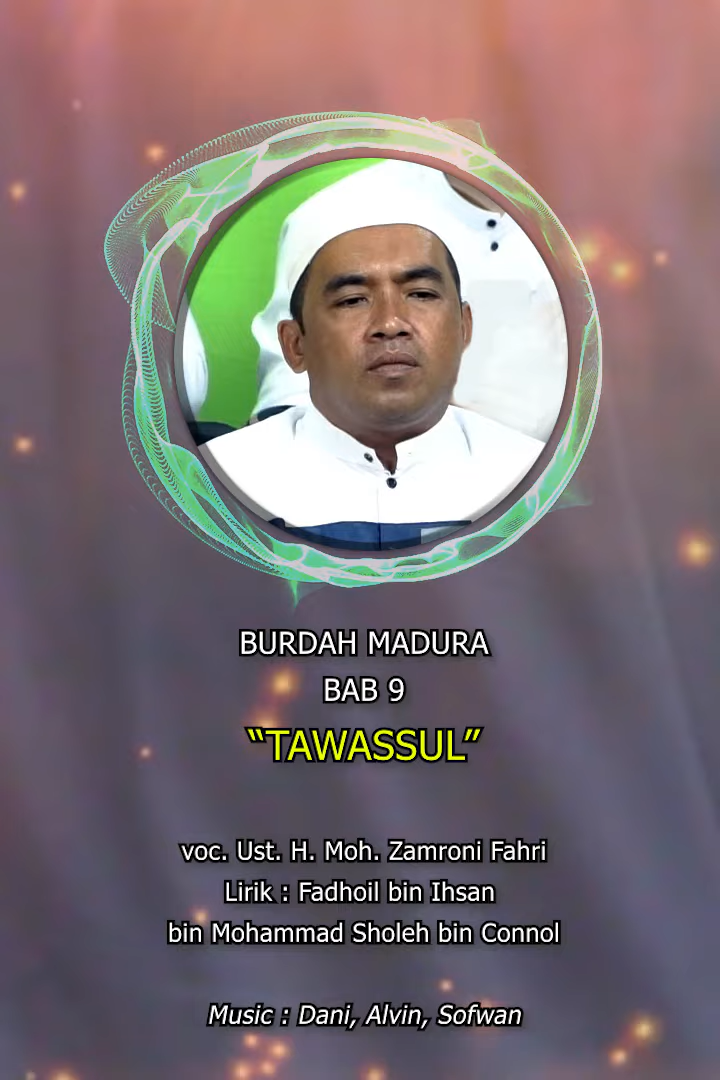 BURDAH MADURA
BAB 9
“TAWASSUL”
voc. Ust. H. Moh. Zamroni Fahri
Lirik : Fadhoil bin Ihsan
bin Mohammad Sholeh bin Connol
Music : Dani, Alvin, Sofwan